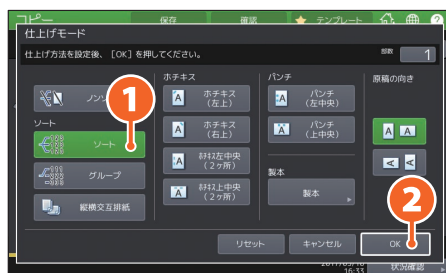 コピー 保存 確認 テンプレート
仕上げモード
仕上げ方法を設定後、［OK］を押してください。
部数 1
ホチキス パンチ 原稿の向き
ノンソ
ソート
ソート
グループ
縦横交互排紙
ホチキス
（左上）
ホチキス
（右上）
ﾎﾁｷｽ左中央
（2ヶ所）
ﾎﾁｷｽ上中央
（2ヶ所）
パンチ
（左中央）
パンチ
（上中央）
製本
製本
1
2
リセット キャンセル OK
16:33 状況確認